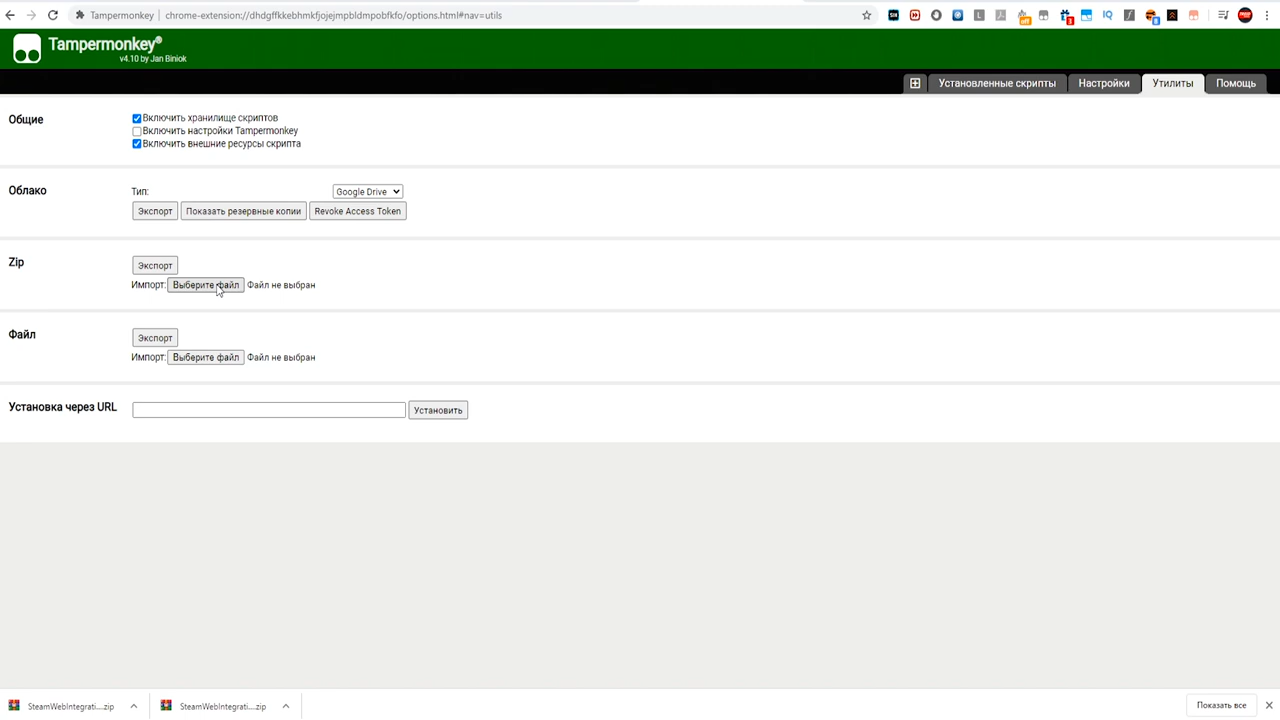 Tampermonkey | chrome-extension://dhdgffkkebhmkfjojejmpbldmpobfkfo/options.html#nav=utils
Tampermonkey®
v4.10 by Jan Biniok
Установленные скрипты Настройки Утилиты Помощь
Общие
Включить хранилище скриптов
Включить настройки Tampermonkey
Включить внешние ресурсы скрипта
Облако
Тип: Google Drive
Экспорт Показать резервные копии Revoke Access Token
Zip
Экспорт
Импорт: Выберите файл Файл не выбран
Файл
Экспорт
Импорт: Выберите файл Файл не выбран
Установка через URL Установить
SteamWebIntegrati....zip SteamWebIntegrati....zip Показать все